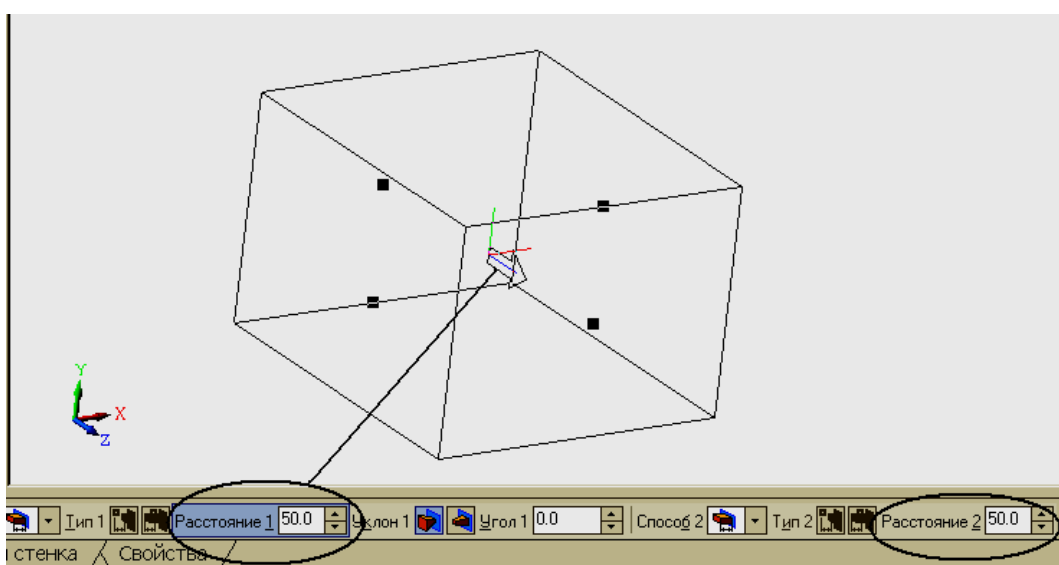 Y
X
Z
Тип 1 Расстояние 1 50.0 Уклон 1 Угол 1 0.0 Способ 2 Тип 2 Расстояние 2 50.0
стенка Свойства